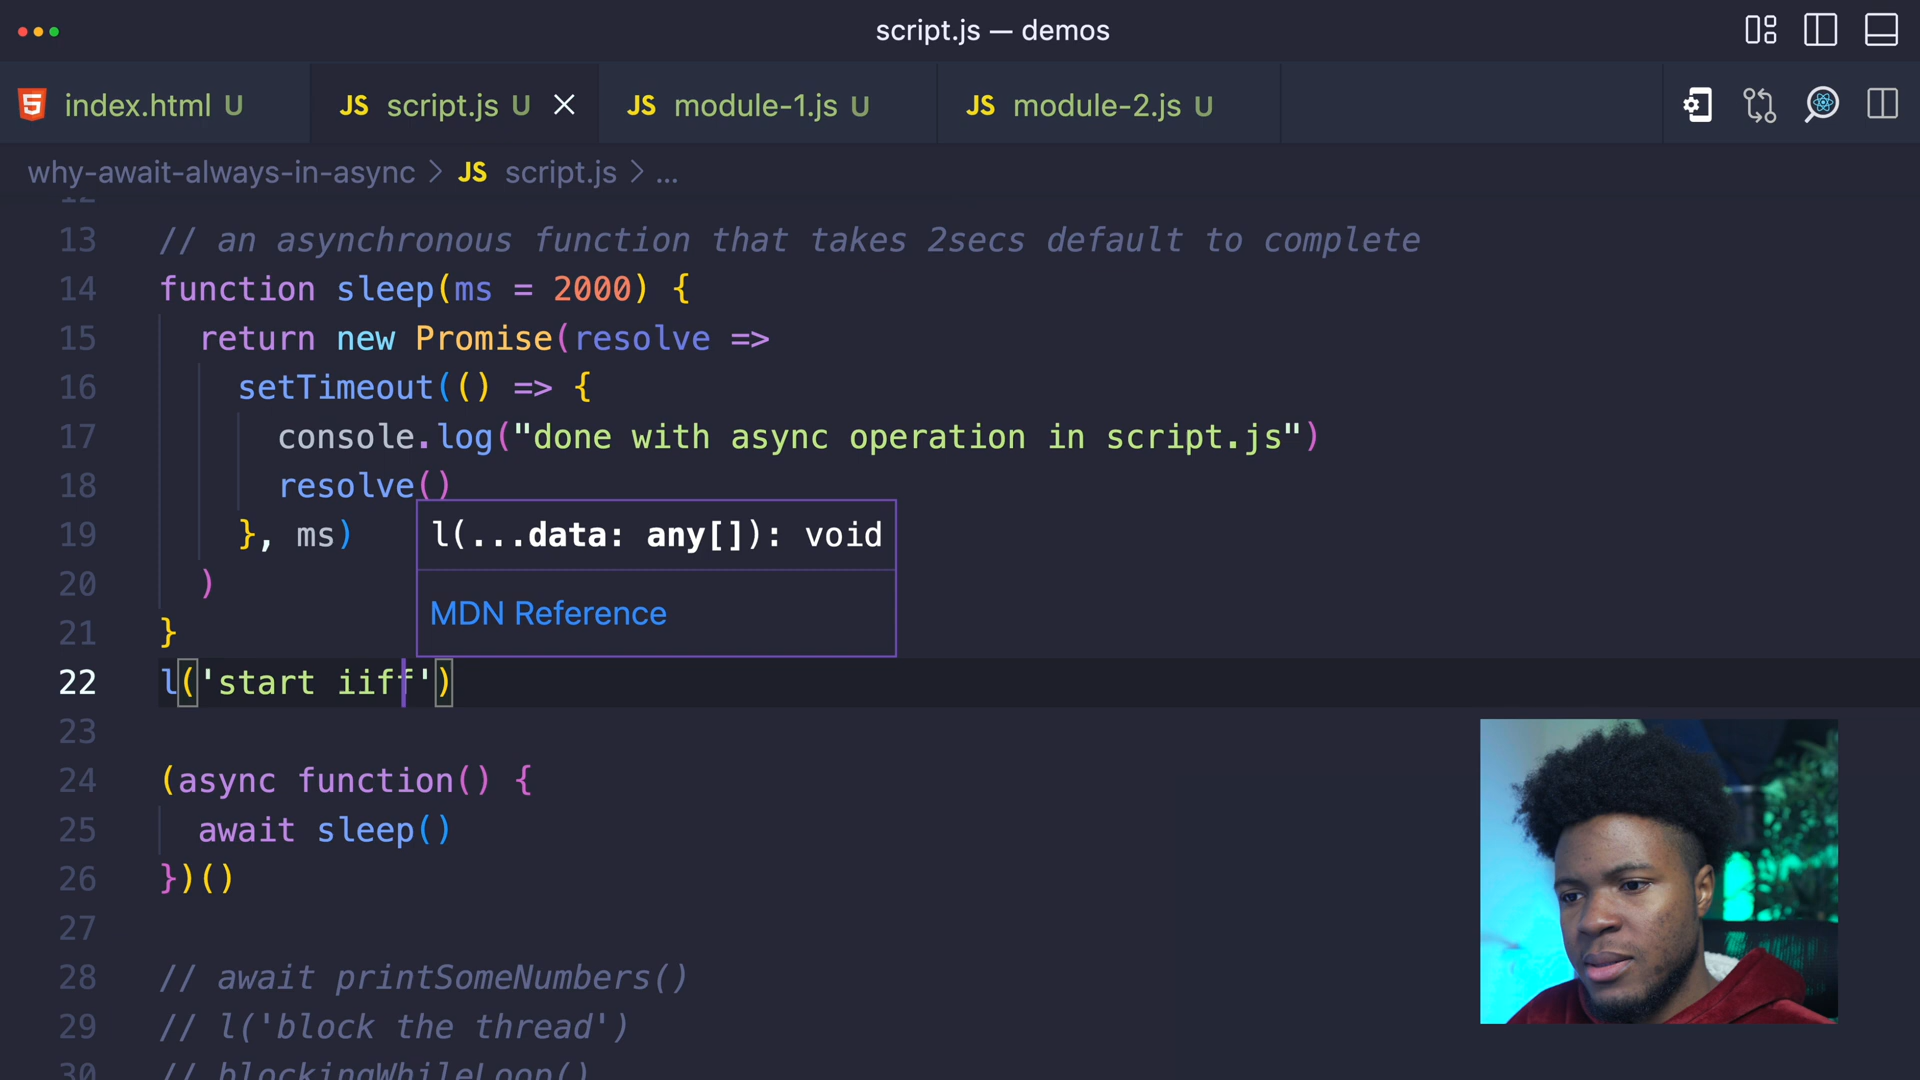 script.js — demos
index.html U
JS script.js U
JS module-1.js U
JS module-2.js U
why-await-always-in-async > JS script.js > ...
12
13 // an asynchronous function that takes 2secs default to complete
14 function sleep(ms = 2000) {
15 return new Promise(resolve =>
16 setTimeout(() => {
17 console.log("done with async operation in script.js")
18 resolve()
19 }, ms)
l(...data: any[]): void
20 )
MDN Reference
21 }
22 l('start iiff')
23
24 (async function() {
25 await sleep()
26 })()
27
28 // await printSomeNumbers()
29 // l('block the thread')
30 // blockingWhileLoop()